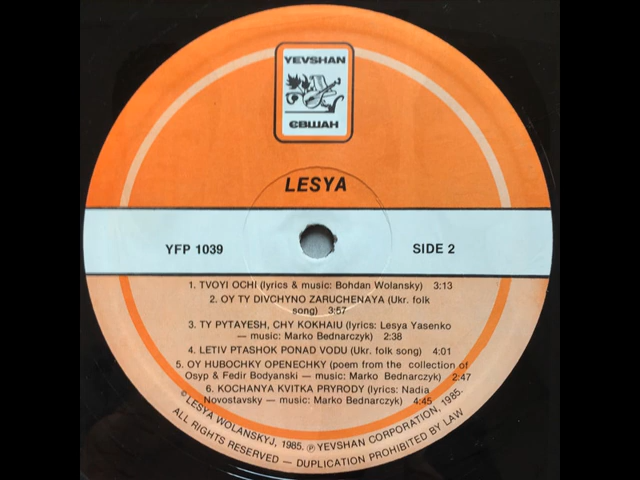 YEVSHAN
ЄВШАН
LESYA
YFP 1039
SIDE 2
1. TVOYI OCHI (lyrics & music: Bohdan Wolansky) 3:13
2. OY TY DIVCHYNO ZARUCHENAYA (Ukr. folk
song) 3:57
3. TY PYTAYESH, CHY KOKHAIU (lyrics: Lesya Yasenko
— music: Marko Bednarczyk) 2:38
4. LETIV PTASHOK PONAD VODU (Ukr. folk song) 4:01
5. OY HUBOCHKY OPENECHKY (poem from the collection of
Osyp & Fedir Bodyanski — music: Marko Bednarczyk) 2:47
6. KOCHANYA KVITKA PRYRODY (lyrics: Nadia
Novostavsky — music: Marko Bednarczyk) 4:45
©LESYA WOLANSKYJ, 1985. ℗ YEVSHAN CORPORATION, 1985.
ALL RIGHTS RESERVED — DUPLICATION PROHIBITED BY LAW